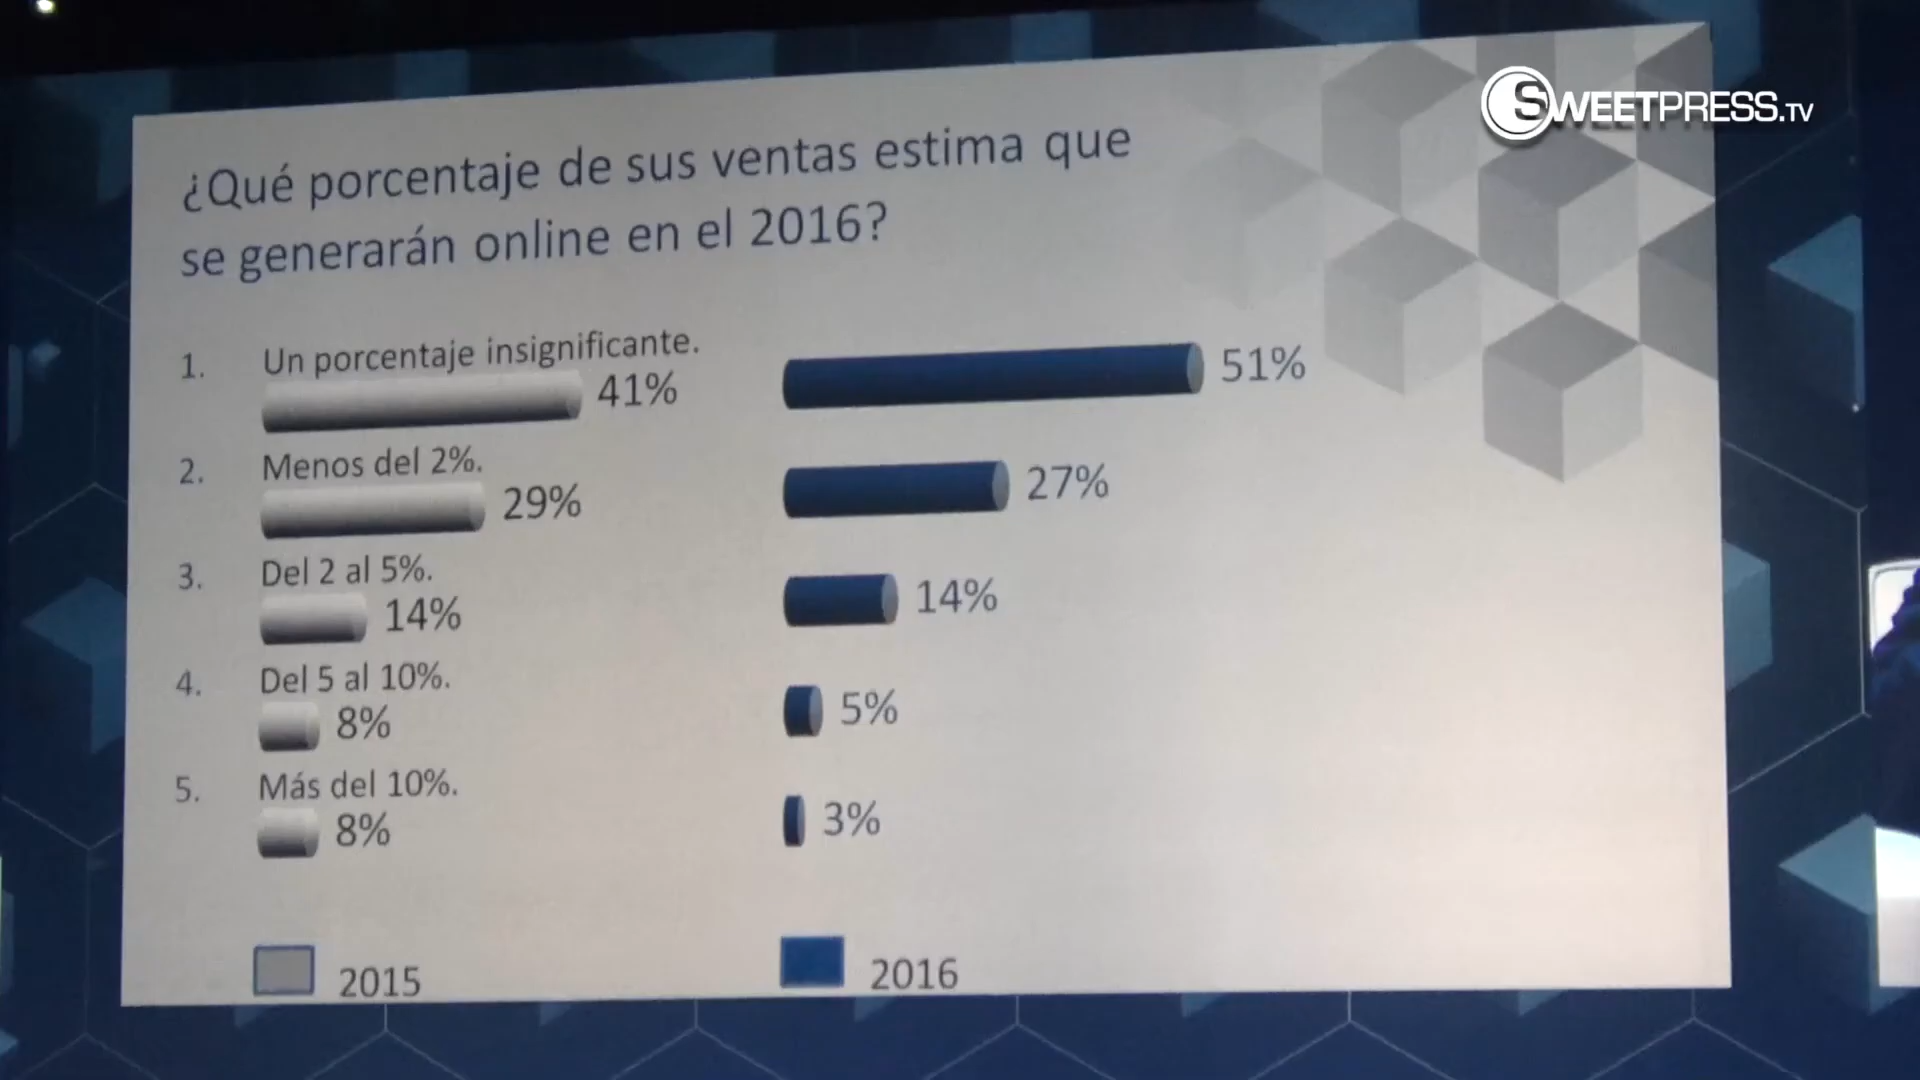 SWEETPRESS.TV
¿Qué porcentaje de sus ventas estima que
se generarán online en el 2016?
1. Un porcentaje insignificante.
41% 51%
2. Menos del 2%.
29% 27%
3. Del 2 al 5%.
14% 14%
4. Del 5 al 10%.
8% 5%
5. Más del 10%.
8% 3%
2015 2016